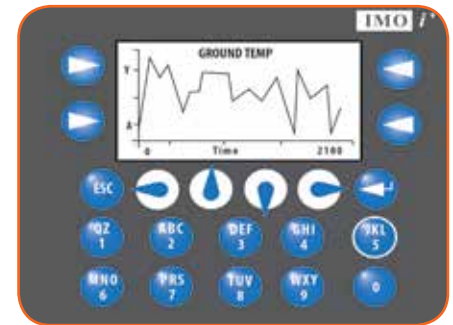 IMO i³
GROUND TEMP
Y
A
0 Time 2100
ESC
QZ ABC DEF GHI JKL
1 2 3 4 5
MNO PRS TUV WXY
6 7 8 9 0